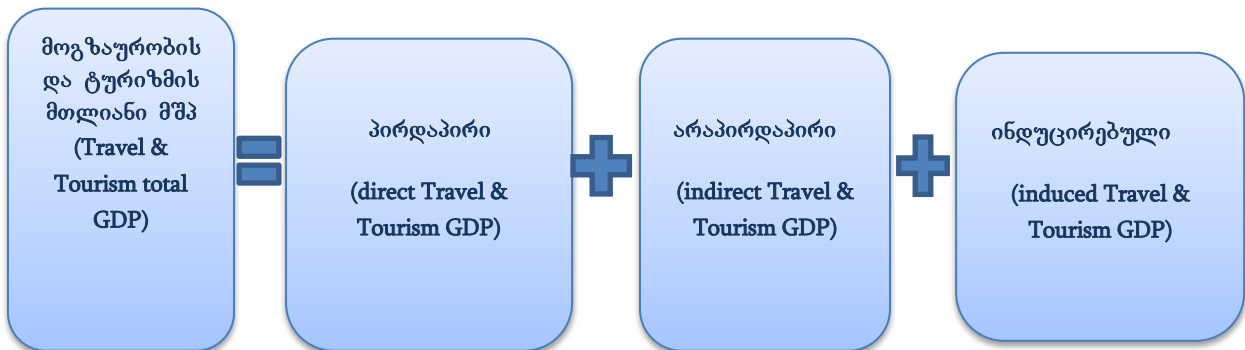 მოგზაურობის
და ტურიზმის
მთლიანი მშპ
(Travel &
Tourism total
GDP)
პირდაპირი
(direct Travel &
Tourism GDP)
არაპირდაპირი
(indirect Travel &
Tourism GDP)
ინდუცირებული
(induced Travel &
Tourism GDP)